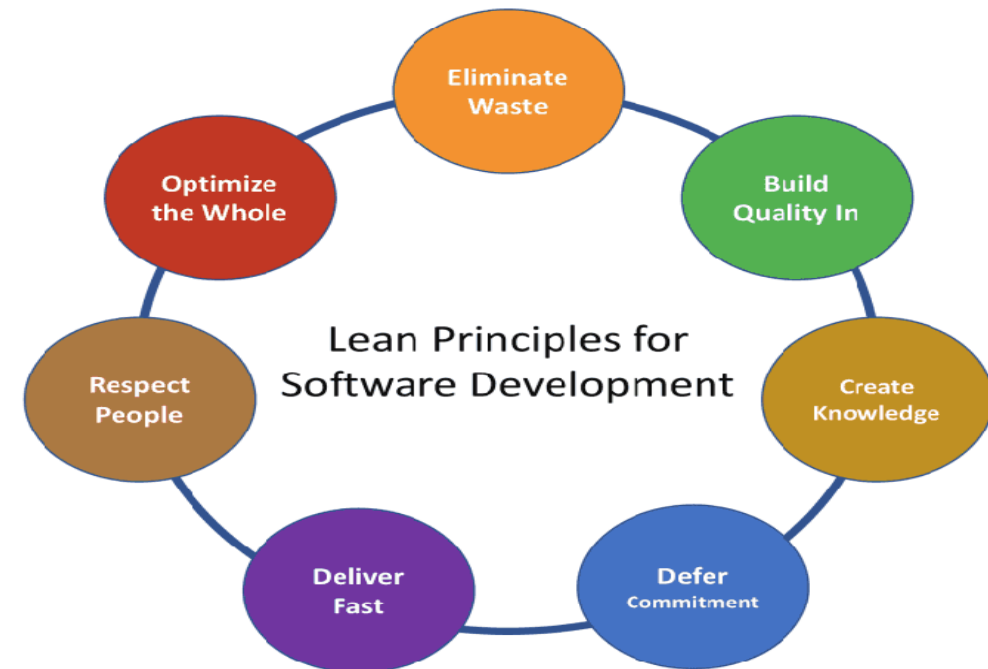 Eliminate
Waste
Build
Quality In
Create
Knowledge
Defer
Commitment
Deliver
Fast
Respect
People
Optimize
the Whole
Lean Principles for
Software Development